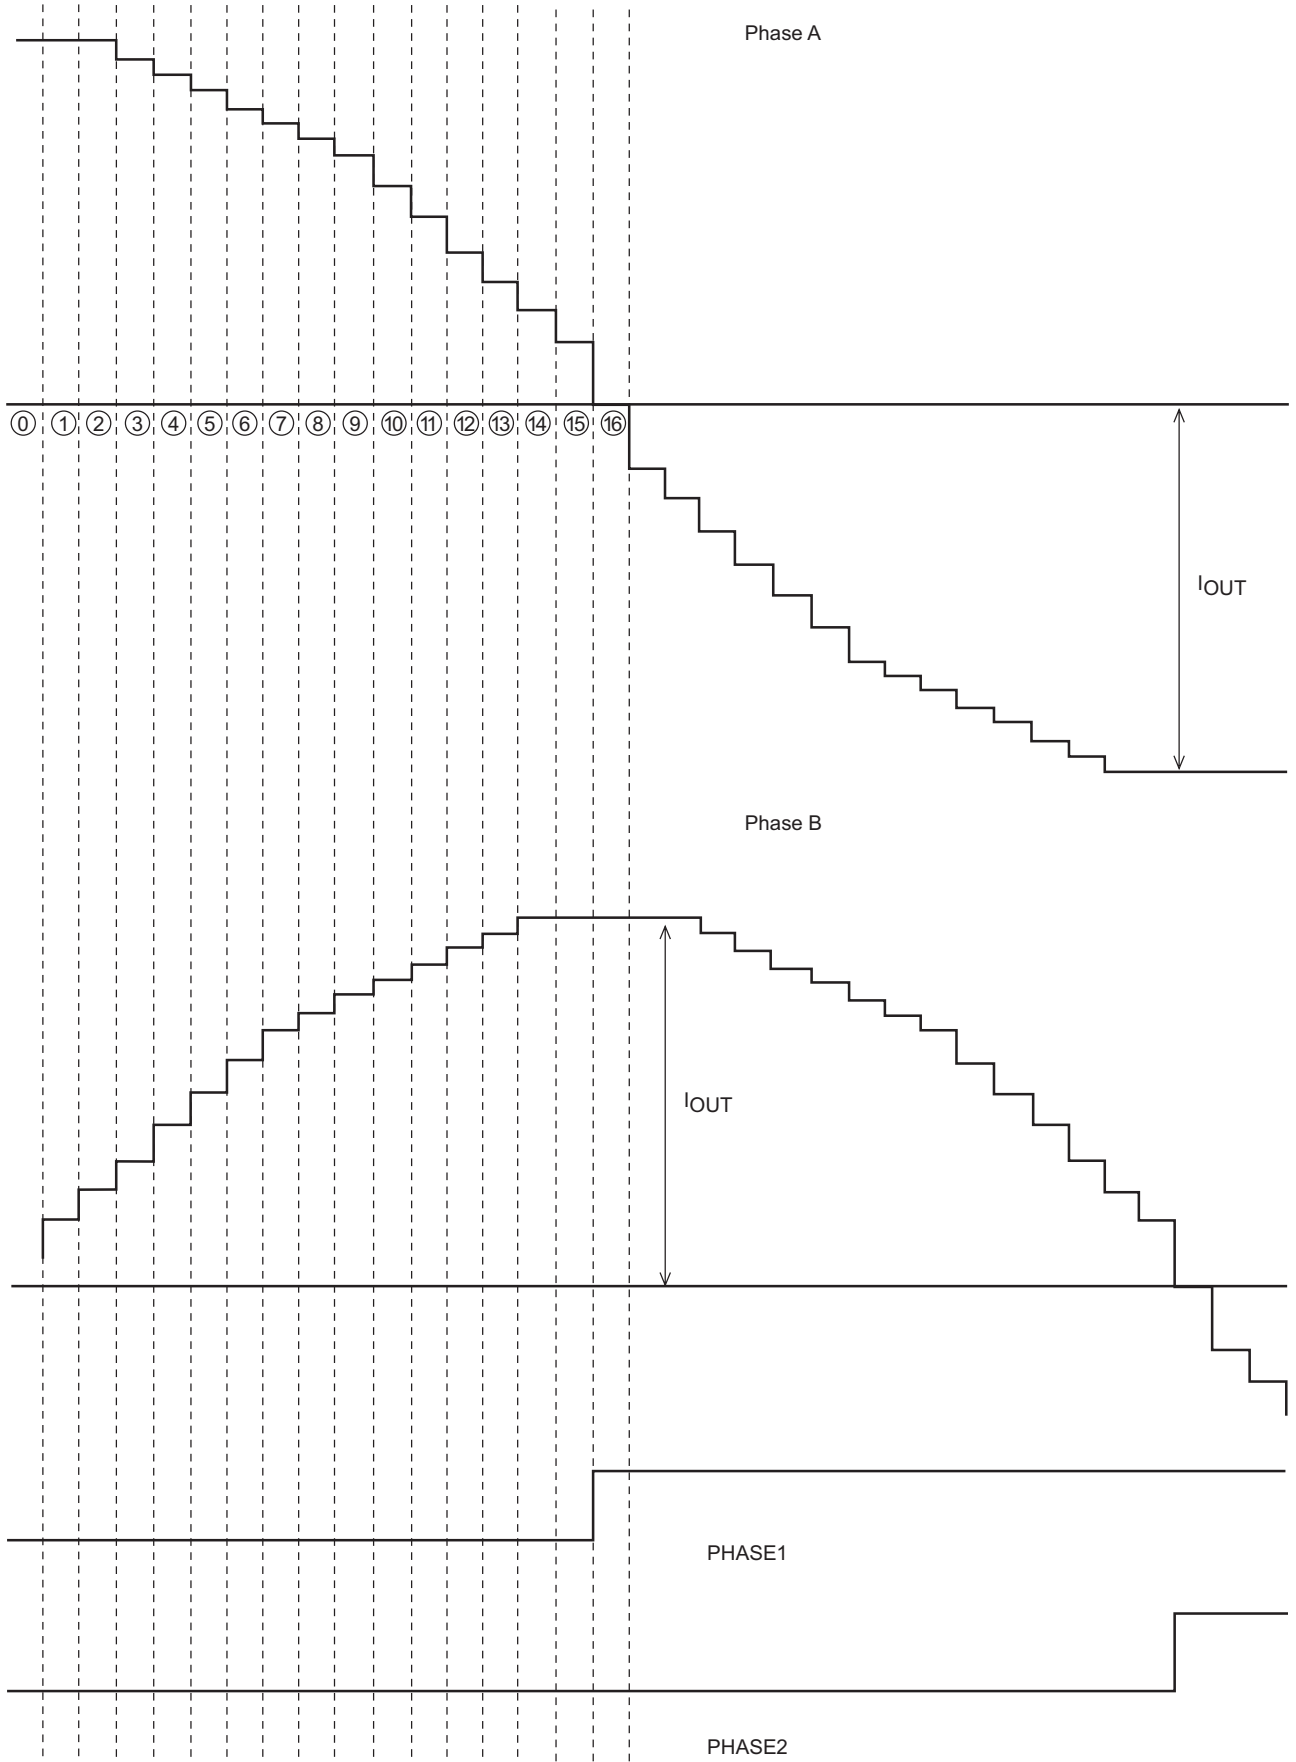 Phase A
⓪ ① ② ③ ④ ⑤ ⑥ ⑦ ⑧ ⑨ ⑩ ⑪ ⑫ ⑬ ⑭ ⑮ ⑯
IOUT
Phase B
IOUT
PHASE1
PHASE2